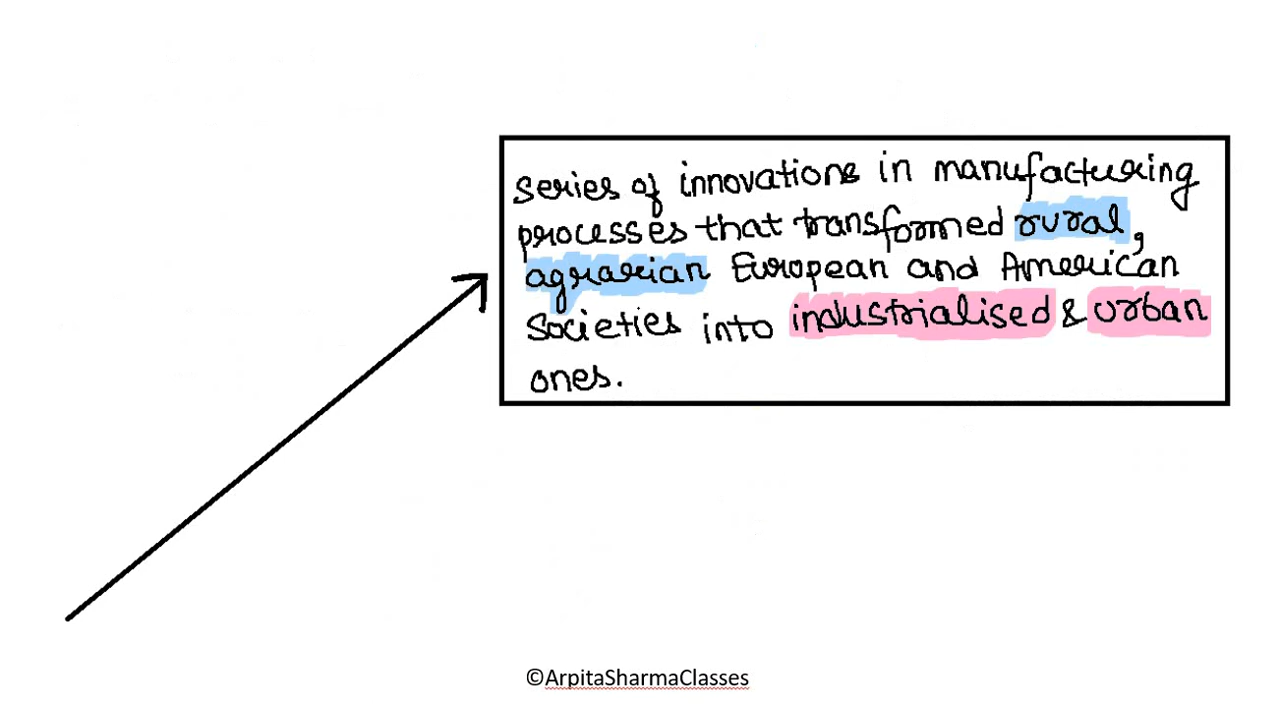 series of innovations in manufacturing
processes that transformed rural,
agrarian European and American
Societies into industrialised & urban
ones.
©ArpitaSharmaClasses